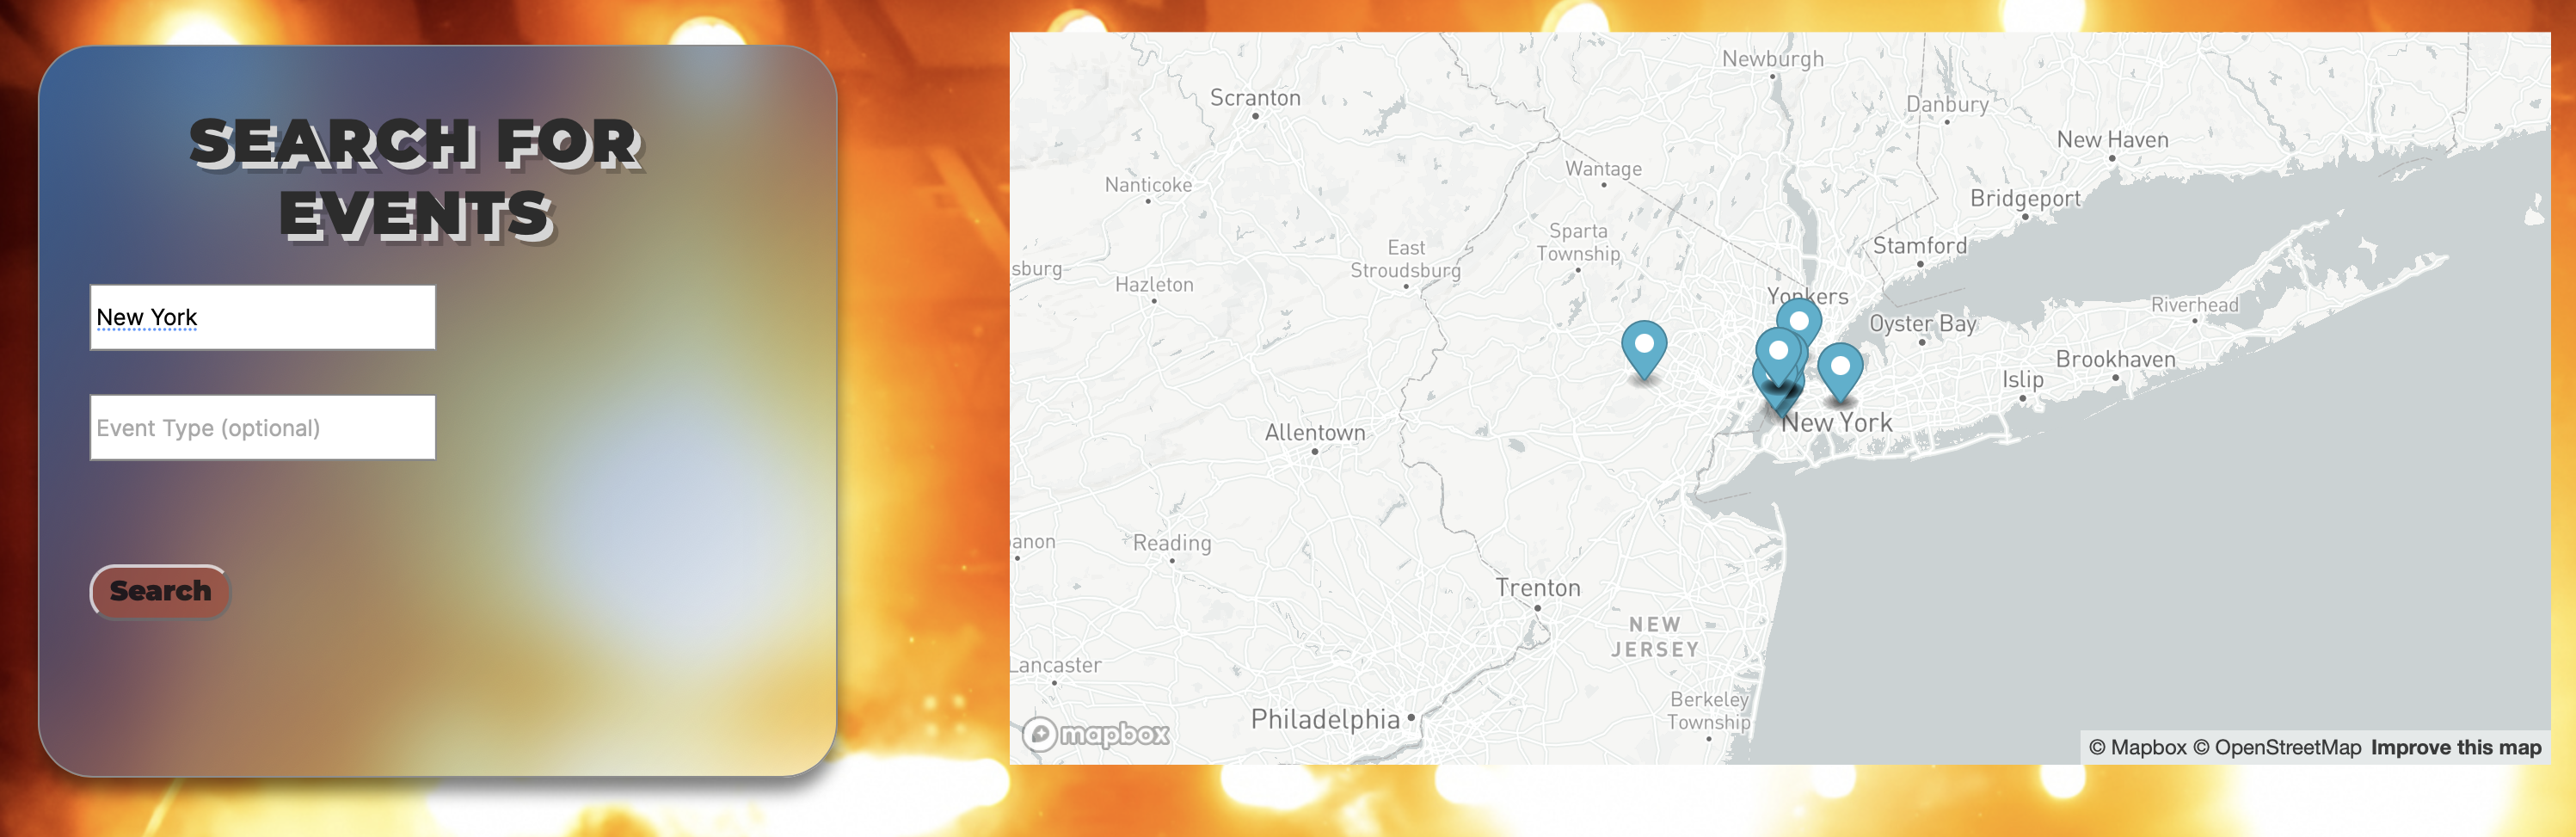 SEARCH FOR
EVENTS
New York
Event Type (optional)
Search
Newburgh
Scranton
Danbury
New Haven
Wantage
Nanticoke
Bridgeport
Sparta
Township
Stamford
East
Stroudsburg
sburg
Hazleton
Yonkers
Riverhead
Oyster Bay
Brookhaven
Islip
New York
Allentown
anon
Reading
Trenton
NEW
JERSEY
Lancaster
Berkeley
Township
Philadelphia
mapbox
© Mapbox © OpenStreetMap Improve this map